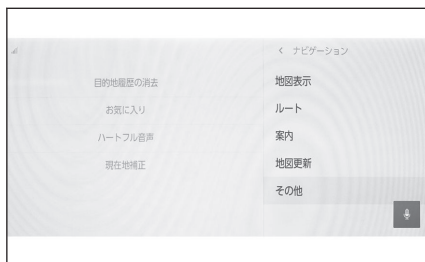 目的地履歴の消去
お気に入り
ハートフル音声
現在地補正
< ナビゲーション
地図表示
ルート
案内
地図更新
その他